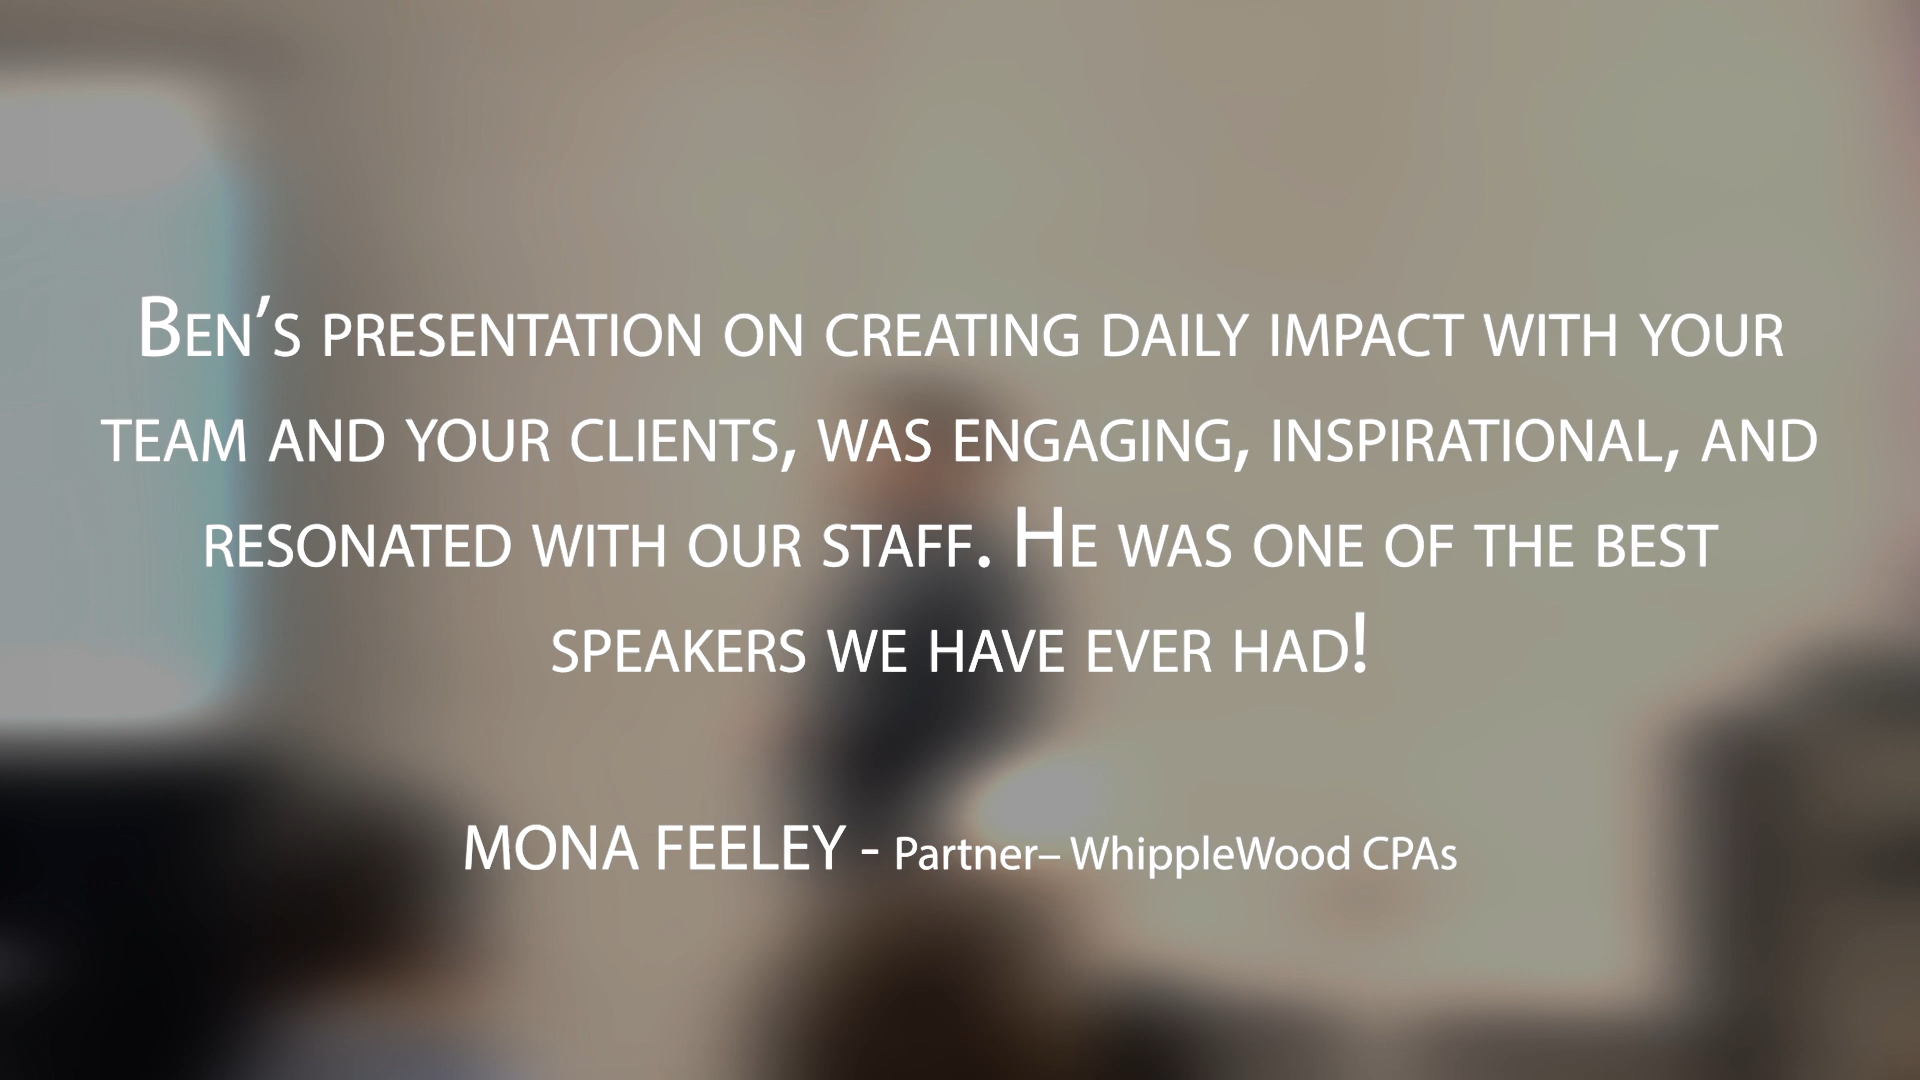 Ben’s presentation on creating daily impact with your
team and your clients, was engaging, inspirational, and
resonated with our staff. He was one of the best
speakers we have ever had!
MONA FEELEY - Partner– WhippleWood CPAs